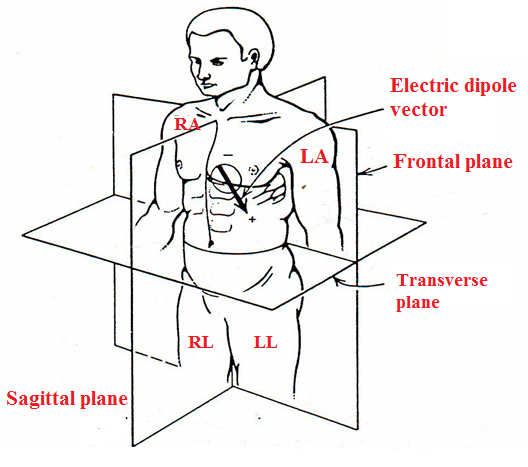 Electric dipole
vector
RA
LA
Frontal plane
−
+
Transverse
plane
RL
LL
Sagittal plane